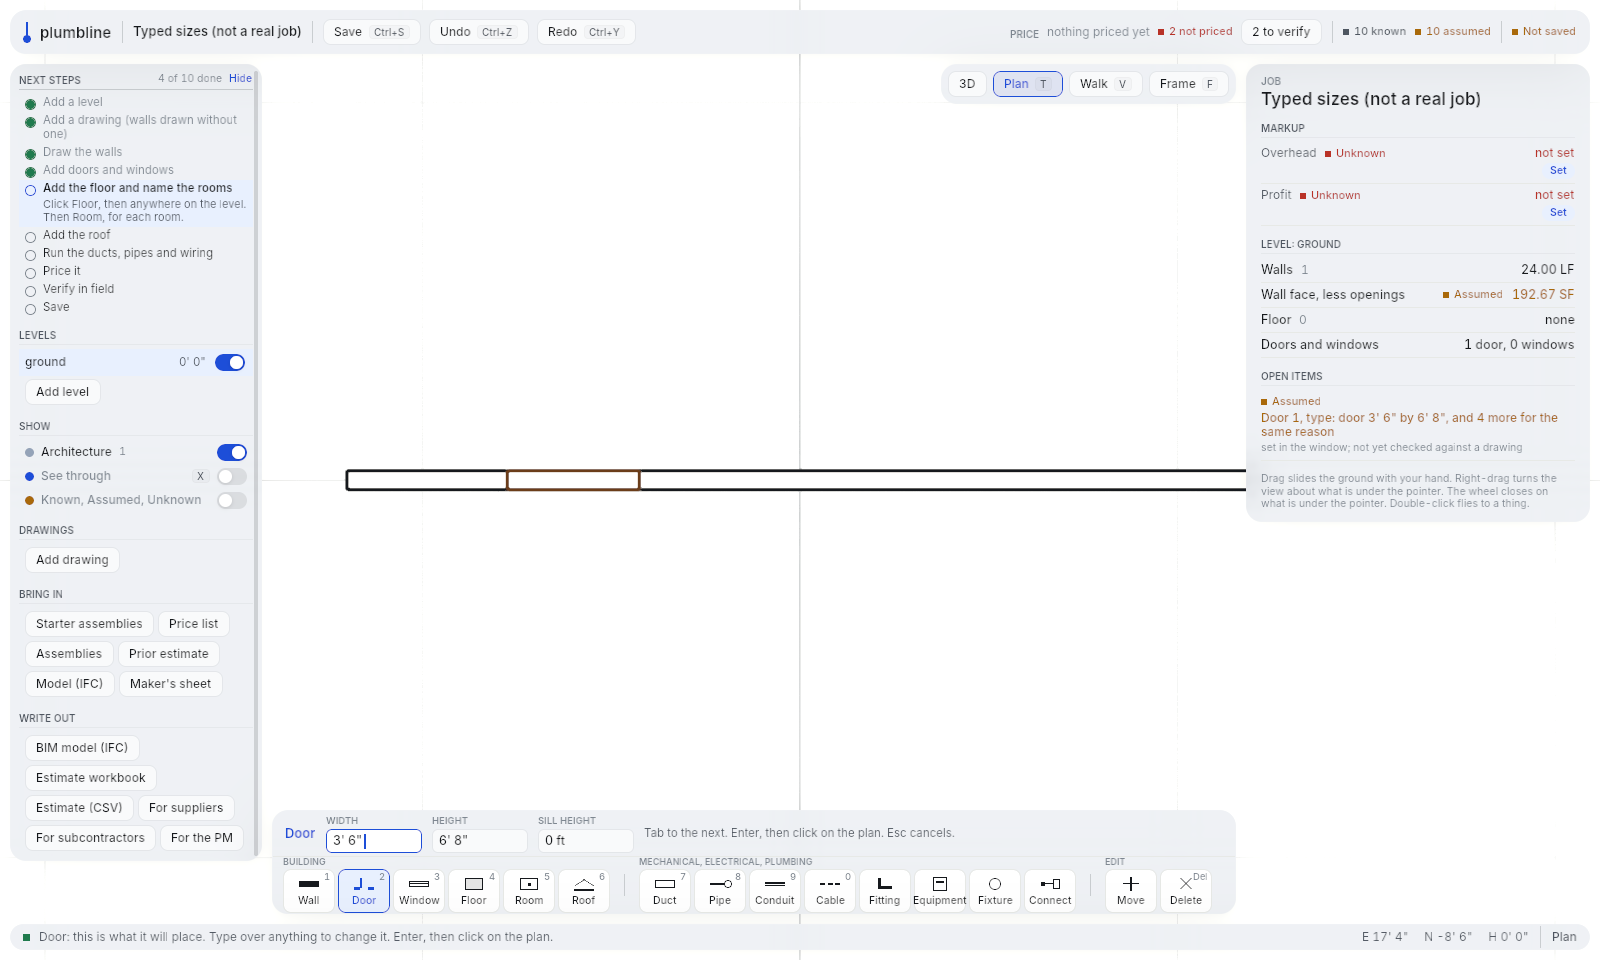 plumbline
Typed sizes (not a real job)
Save Ctrl+S
Undo Ctrl+Z
Redo Ctrl+Y
PRICE nothing priced yet 2 not priced
2 to verify
10 known 10 assumed
Not saved
NEXT STEPS 4 of 10 done Hide
Add a level
Add a drawing (walls drawn without
one)
Draw the walls
Add doors and windows
Add the floor and name the rooms
Click Floor, then anywhere on the level.
Then Room, for each room.
Add the roof
Run the ducts, pipes and wiring
Price it
Verify in field
Save
LEVELS
ground 0' 0"
Add level
SHOW
Architecture 1
See through X
Known, Assumed, Unknown
DRAWINGS
Add drawing
BRING IN
Starter assemblies Price list
Assemblies Prior estimate
Model (IFC) Maker's sheet
WRITE OUT
BIM model (IFC)
Estimate workbook
Estimate (CSV) For suppliers
For subcontractors For the PM
3D Plan T Walk V Frame F
JOB
Typed sizes (not a real job)
MARKUP
Overhead Unknown not set
Set
Profit Unknown not set
Set
LEVEL: GROUND
Walls 1 24.00 LF
Wall face, less openings Assumed 192.67 SF
Floor 0 none
Doors and windows 1 door, 0 windows
OPEN ITEMS
Assumed
Door 1, type: door 3' 6" by 6' 8", and 4 more for the
same reason
set in the window; not yet checked against a drawing
Drag slides the ground with your hand. Right-drag turns the
view about what is under the pointer. The wheel closes on
what is under the pointer. Double-click flies to a thing.
WIDTH HEIGHT SILL HEIGHT
Door 3' 6" 6' 8" 0 ft Tab to the next. Enter, then click on the plan. Esc cancels.
BUILDING MECHANICAL, ELECTRICAL, PLUMBING EDIT
1 2 3 4 5 6 7 8 9 0 Del
Wall Door Window Floor Room Roof Duct Pipe Conduit Cable Fitting Equipment Fixture Connect Move Delete
Door: this is what it will place. Type over anything to change it. Enter, then click on the plan.
E 17' 4" N -8' 6" H 0' 0" Plan